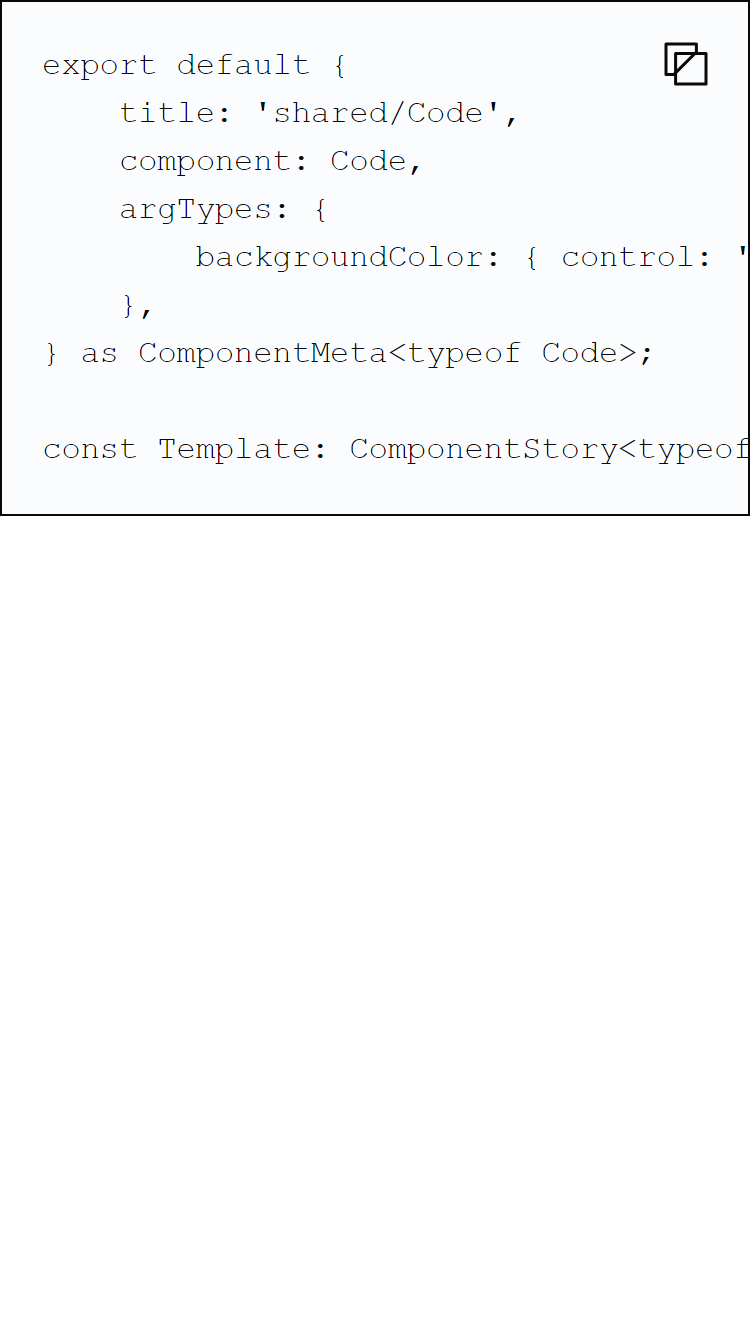 export default {
    title: 'shared/Code',
    component: Code,
    argTypes: {
        backgroundColor: { control: '
    },
} as ComponentMeta<typeof Code>;

const Template: ComponentStory<typeof